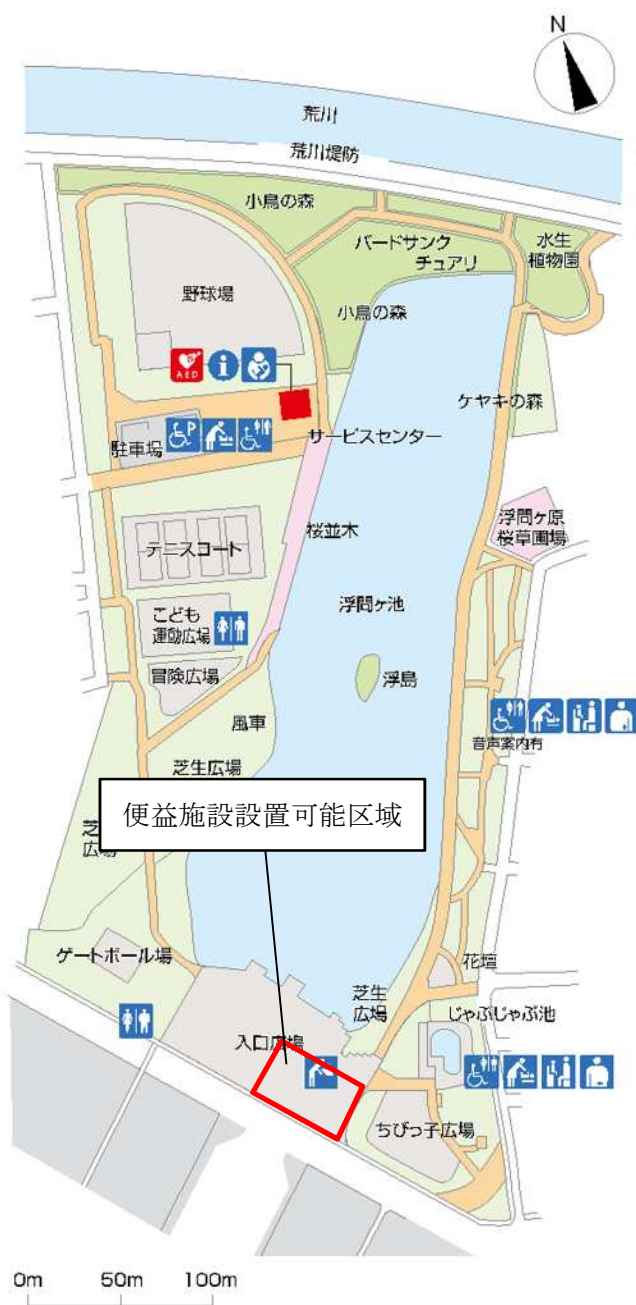 N
荒川
荒川堤防
小鳥の森
バードサンク
チュアリ
水生
植物園
野球場
小鳥の森
AED
ケヤキの森
P
駐車場
サービスセンター
浮間ヶ原
桜草圃場
テニスコート
桜並木
浮間ヶ池
こども
運動広場
冒険広場
浮島
風車
音声案内有
芝生広場
便益施設設置可能区域
芝
広場
ゲートボール場
花壇
芝生
広場
じゃぶじゃぶ池
入口広場
ちびっ子広場
0m 50m 100m